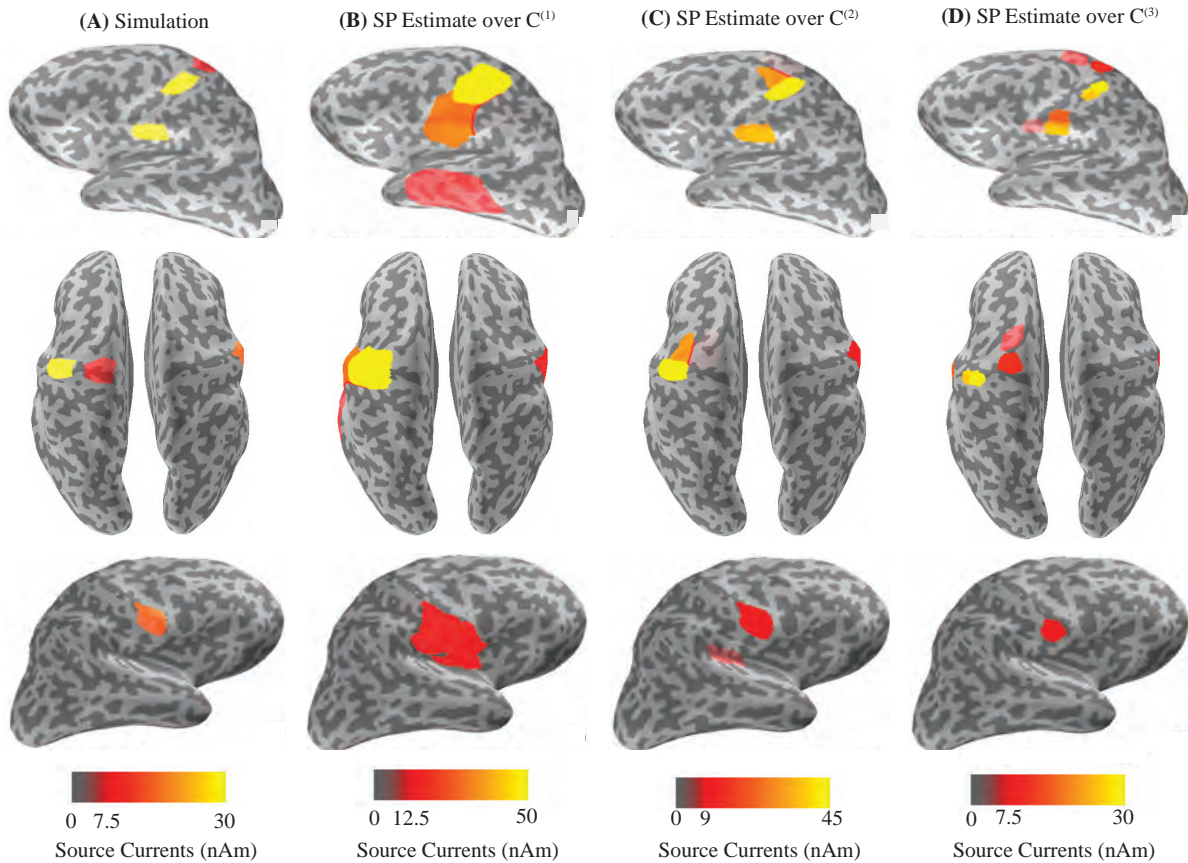 (A) Simulation
(B) SP Estimate over C(1)
(C) SP Estimate over C(2)
(D) SP Estimate over C(3)
0 7.5 30
Source Currents (nAm)
0 12.5 50
Source Currents (nAm)
0 9 45
Source Currents (nAm)
0 7.5 30
Source Currents (nAm)